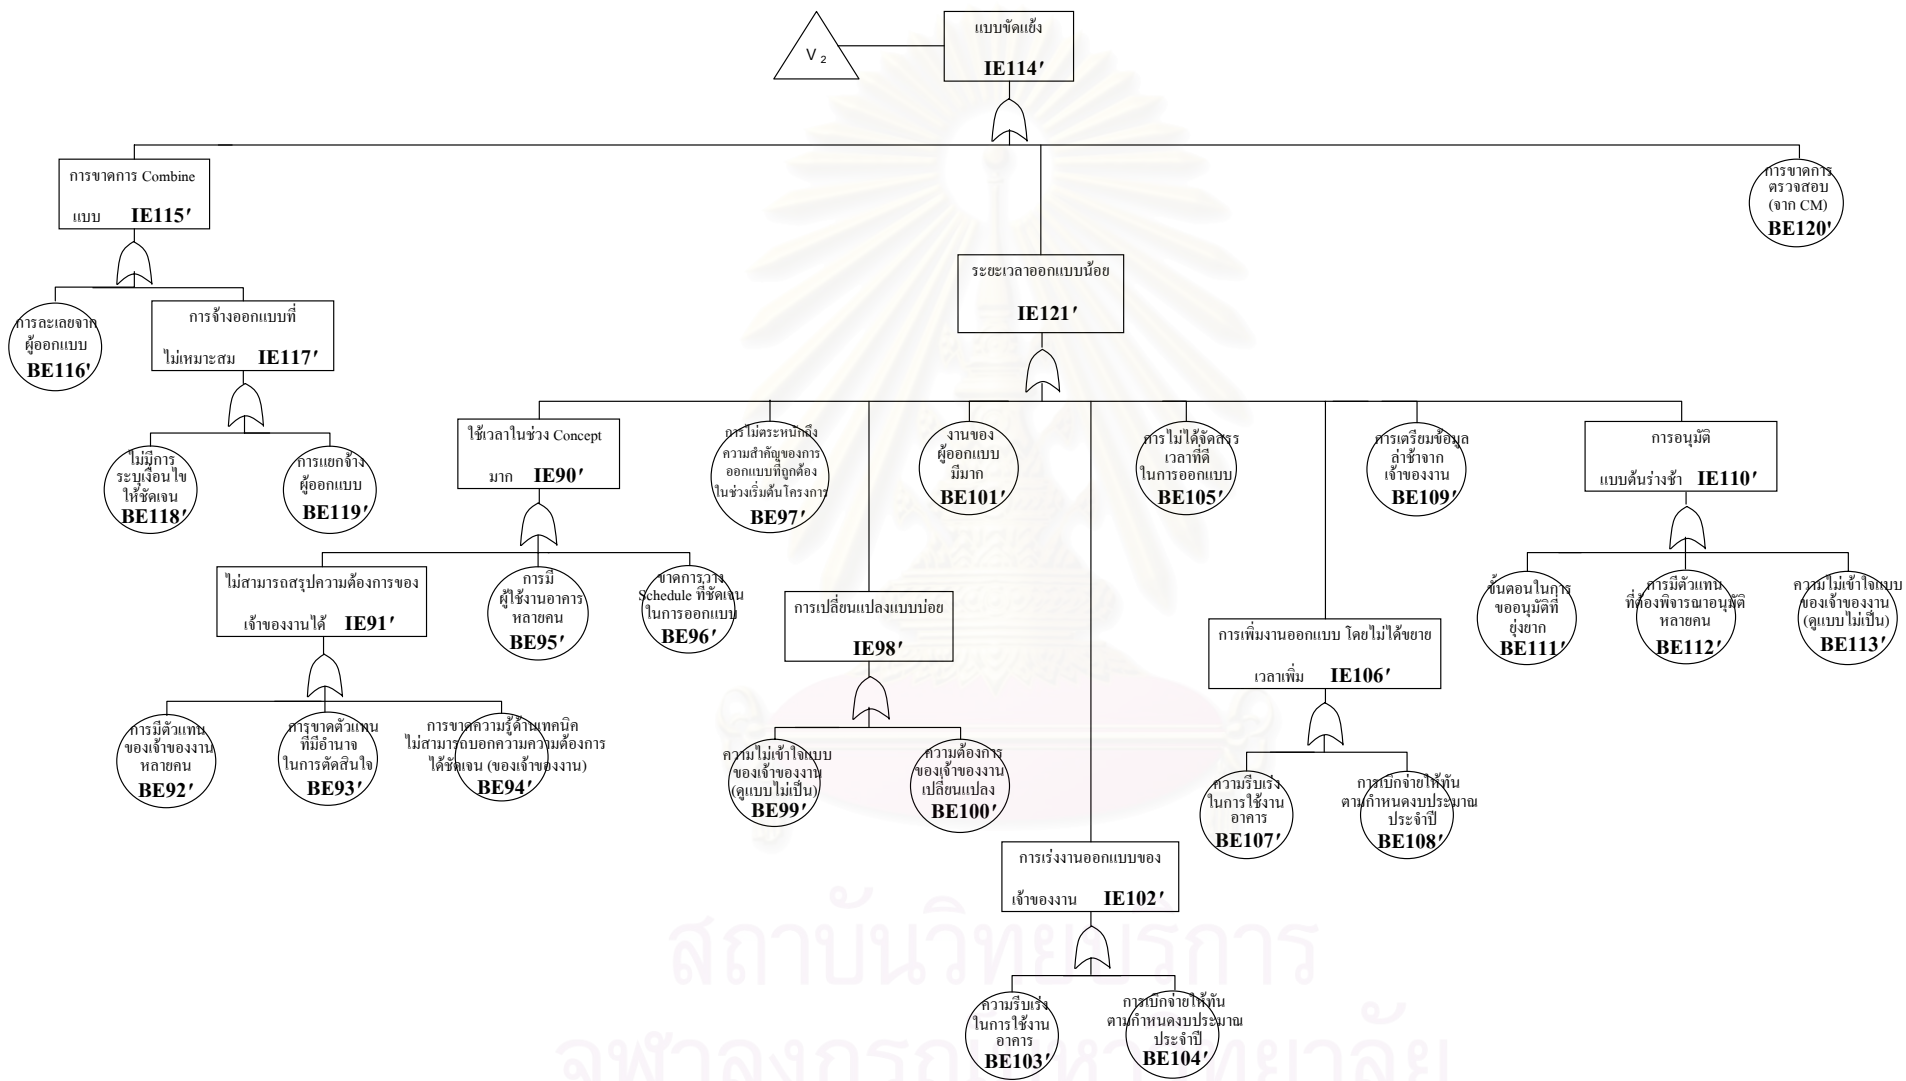 V 2
แบบขัดแย้ง
IE114′
การขาดการ Combine
แบบ IE115′
การขาดการ
ตรวจสอบ
(จาก CM)
BE120'
ระยะเวลาออกแบบน้อย
IE121′
การละเลยจาก
ผู้ออกแบบ
BE116'
การจ้างออกแบบที่
ไม่เหมาะสม IE117′
ไม่มีการ
ระบุเงื่อนไข
ให้ชัดเจน
BE118′
การแยกจ้าง
ผู้ออกแบบ
BE119′
ใช้เวลาในช่วง Concept
มาก IE90′
การไม่ตระหนักถึง
ความสำคัญของการ
ออกแบบที่ถูกต้อง
ในช่วงเริ่มต้นโครงการ
BE97′
งานของ
ผู้ออกแบบ
มีมาก
BE101′
การไม่ได้จัดสรร
เวลาที่ดี
ในการออกแบบ
BE105′
การเตรียมข้อมูล
ล่าช้าจาก
เจ้าของงาน
BE109′
การอนุมัติ
แบบต้นร่างช้า IE110′
ไม่สามารถสรุปความต้องการของ
เจ้าของงานได้ IE91′
การมี
ผู้ใช้งานอาคาร
หลายคน
BE95′
ขาดการวาง
Schedule ที่ชัดเจน
ในการออกแบบ
BE96′
การเปลี่ยนแปลงแบบบ่อย
IE98′
การเพิ่มงานออกแบบ โดยไม่ได้ขยาย
เวลาเพิ่ม IE106′
ขั้นตอนในการ
ขออนุมัติที่
ยุ่งยาก
BE111′
การมีตัวแทน
ที่ต้องพิจารณาอนุมัติ
หลายคน
BE112′
ความไม่เข้าใจแบบ
ของเจ้าของงาน
(ดูแบบไม่เป็น)
BE113′
การมีตัวแทน
ของเจ้าของงาน
หลายคน
BE92′
การขาดตัวแทน
ที่มีอำนาจ
ในการตัดสินใจ
BE93′
การขาดความรู้ด้านเทคนิค
ไม่สามารถบอกความความต้องการ
ได้ชัดเจน (ของเจ้าของงาน)
BE94′
ความไม่เข้าใจแบบ
ของเจ้าของงาน
(ดูแบบไม่เป็น)
BE99′
ความต้องการ
ของเจ้าของงาน
เปลี่ยนแปลง
BE100′
ความรีบเร่ง
ในการใช้งาน
อาคาร
BE107′
การเบิกจ่ายให้ทัน
ตามกำหนดงบประมาณ
ประจำปี
BE108′
การเร่งงานออกแบบของ
เจ้าของงาน IE102′
ความรีบเร่ง
ในการใช้งาน
อาคาร
BE103′
การเบิกจ่ายให้ทัน
ตามกำหนดงบประมาณ
ประจำปี
BE104′
สถาบันวิทยบริการ
จุฬาลงกรณ์มหาวิทยาลัย